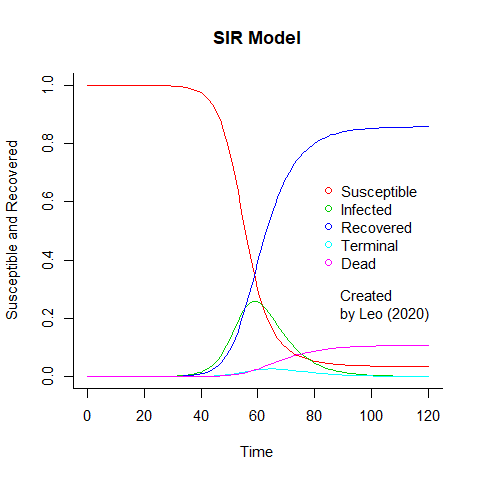 SIR Model
Susceptible and Recovered
1.0
0.8
0.6
0.4
0.2
0.0
Susceptible
Infected
Recovered
Terminal
Dead
Created
by Leo (2020)
0 20 40 60 80 100 120
Time